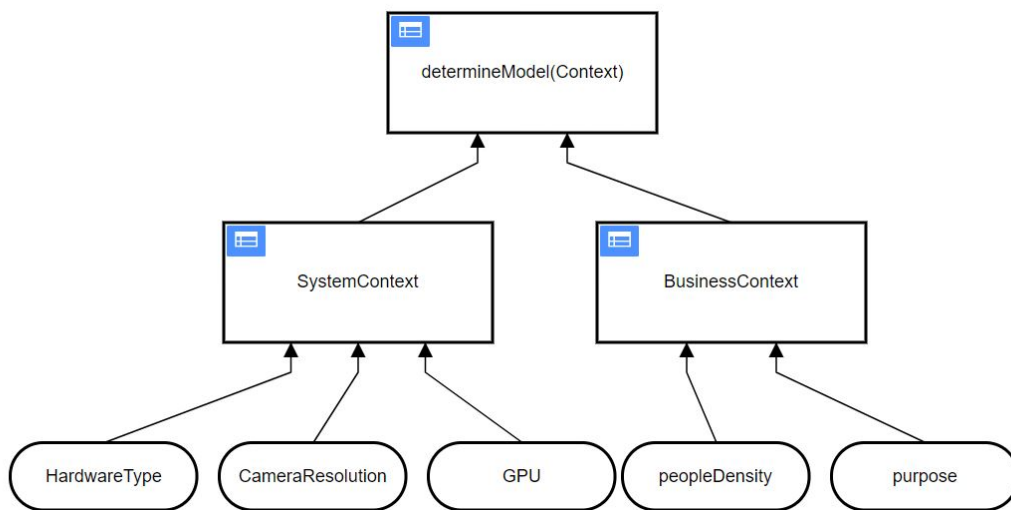 determineModel(Context)
SystemContext
BusinessContext
HardwareType
CameraResolution
GPU
peopleDensity
purpose